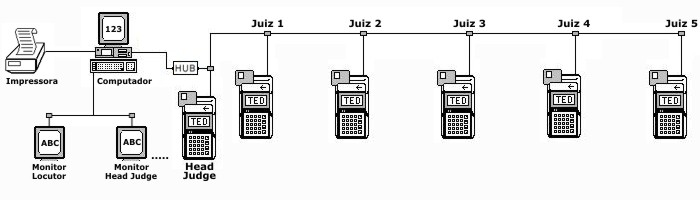 Juiz 1 Juiz 2 Juiz 3 Juiz 4 Juiz 5
123
HUB
Impressora Computador
TED TED TED TED TED
TED
ABC ABC
Monitor Locutor
Monitor Head Judge
.....
Head Judge